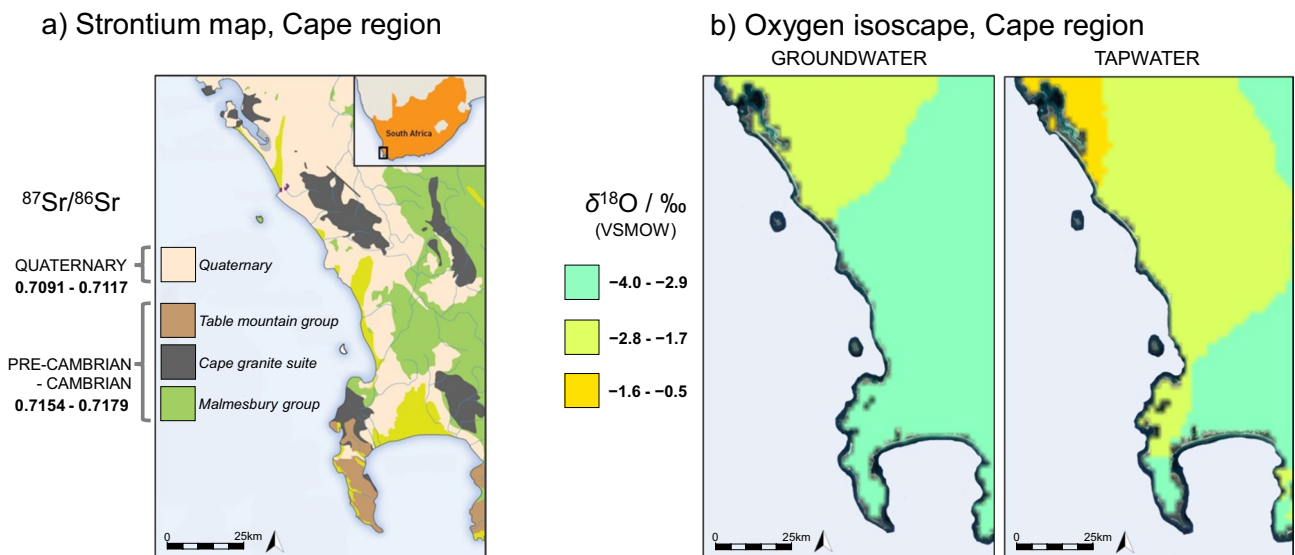 a) Strontium map, Cape region
South Africa
⁸⁷Sr/⁸⁶Sr
QUATERNARY
0.7091 - 0.7117
Quaternary
PRE-CAMBRIAN
- CAMBRIAN
0.7154 - 0.7179
Table mountain group
Cape granite suite
Malmesbury group
0
25km
b) Oxygen isoscape, Cape region
GROUNDWATER
TAPWATER
δ¹⁸O / ‰
(VSMOW)
−4.0 - −2.9
−2.8 - −1.7
−1.6 - −0.5
0
25km
0
25km